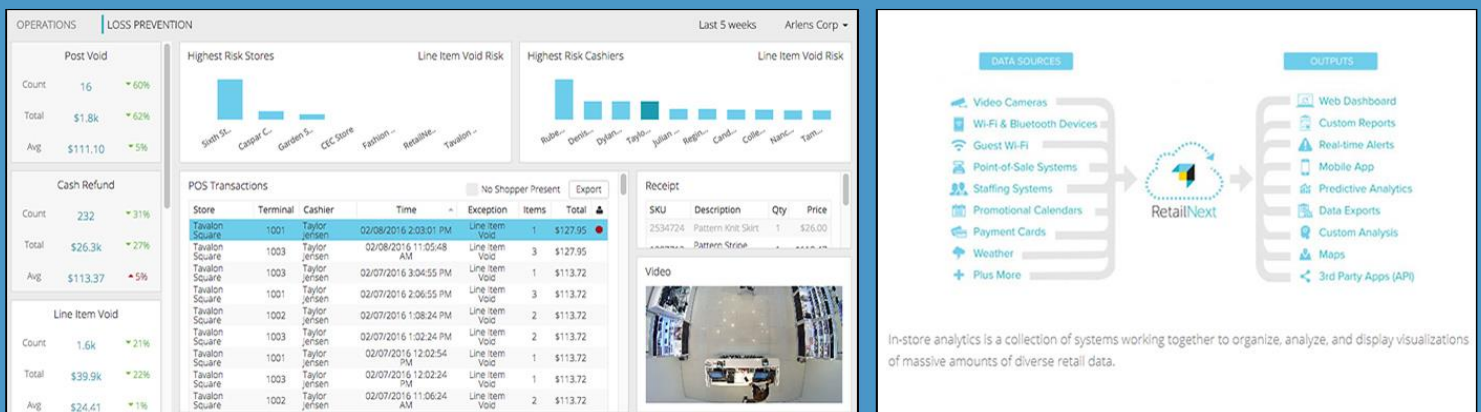 OPERATIONS LOSS PREVENTION Last 5 weeks Arlens Corp
Post Void
Count 16 60%
Total $1.8k 62%
Avg $111.10 5%
Cash Refund
Count 232 31%
Total $26.3k 27%
Avg $113.37 5%
Line Item Void
Count 1.6k 21%
Total $39.9k 22%
Avg $24.41 1%
Highest Risk Stores Line Item Void Risk
Sixth St... Caspar C... Garden S... CEC Store Fashion ... RetailNe... Tavalon ...
Highest Risk Cashiers Line Item Void Risk
Rube... Denis... Dylan... Taylo... Julian ... Regin... Cand... Colle... Nanc... Tam...
POS Transactions No Shopper Present Export
Store Terminal Cashier Time Exception Items Total
Tavalon Square 1001 Taylor Jensen 02/08/2016 2:03:01 PM Line Item Void 1 $127.95
Tavalon Square 1003 Taylor Jensen 02/08/2016 11:05:48 AM Line Item Void 3 $127.95
Tavalon Square 1003 Taylor Jensen 02/07/2016 3:04:55 PM Line Item Void 1 $113.72
Tavalon Square 1001 Taylor Jensen 02/07/2016 2:06:55 PM Line Item Void 3 $113.72
Tavalon Square 1002 Taylor Jensen 02/07/2016 1:08:24 PM Line Item Void 2 $113.72
Tavalon Square 1003 Taylor Jensen 02/07/2016 1:02:24 PM Line Item Void 2 $113.72
Tavalon Square 1001 Taylor Jensen 02/07/2016 12:02:54 PM Line Item Void 1 $113.72
Tavalon Square 1003 Taylor Jensen 02/07/2016 12:02:24 PM Line Item Void 1 $113.72
Tavalon Square 1002 Taylor Jensen 02/07/2016 11:06:24 AM Line Item Void 2 $113.72
Receipt
SKU Description Qty Price
2534724 Pattern Knit Skirt 1 $26.00
Pattern Stripe
Video
DATA SOURCES
Video Cameras
Wi-Fi & Bluetooth Devices
Guest Wi-Fi
Point-of-Sale Systems
Staffing Systems
Promotional Calendars
Payment Cards
Weather
Plus More
RetailNext
OUTPUTS
Web Dashboard
Custom Reports
Real-time Alerts
Mobile App
Predictive Analytics
Data Exports
Custom Analysis
Maps
3rd Party Apps (API)
In-store analytics is a collection of systems working together to organize, analyze, and display visualizations
of massive amounts of diverse retail data.